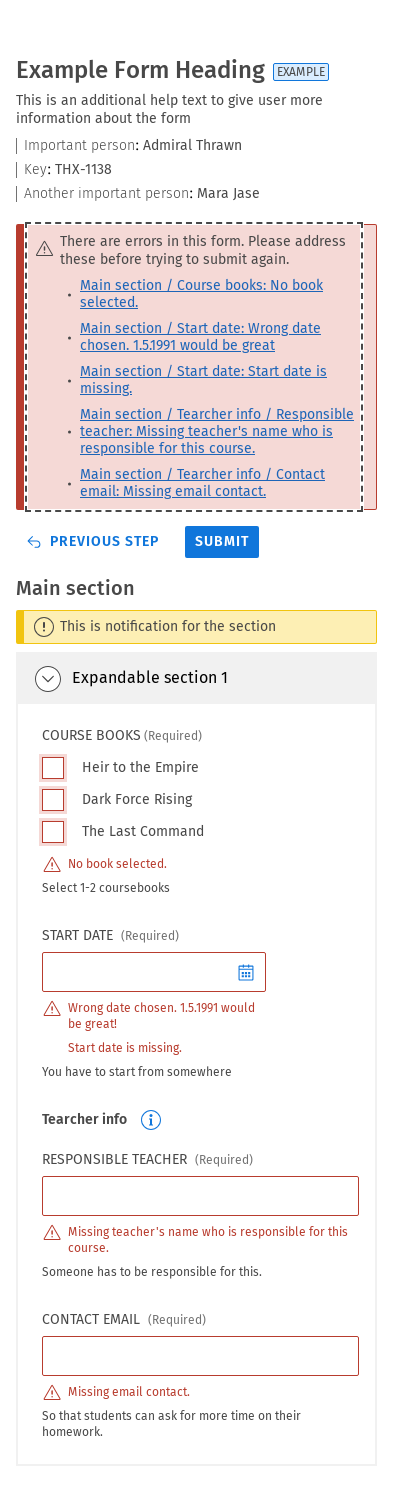 Example Form Heading EXAMPLE
This is an additional help text to give user more
information about the form
Important person: Admiral Thrawn
Key: THX-1138
Another important person: Mara Jase
There are errors in this form. Please address
these before trying to submit again.
Main section / Course books: No book
selected.
Main section / Start date: Wrong date
chosen. 1.5.1991 would be great
Main section / Start date: Start date is
missing.
Main section / Tearcher info / Responsible
teacher: Missing teacher's name who is
responsible for this course.
Main section / Tearcher info / Contact
email: Missing email contact.
PREVIOUS STEP SUBMIT
Main section
This is notification for the section
Expandable section 1
COURSE BOOKS (Required)
Heir to the Empire
Dark Force Rising
The Last Command
No book selected.
Select 1-2 coursebooks
START DATE (Required)
Wrong date chosen. 1.5.1991 would
be great!
Start date is missing.
You have to start from somewhere
Tearcher info
RESPONSIBLE TEACHER (Required)
Missing teacher's name who is responsible for this
course.
Someone has to be responsible for this.
CONTACT EMAIL (Required)
Missing email contact.
So that students can ask for more time on their
homework.